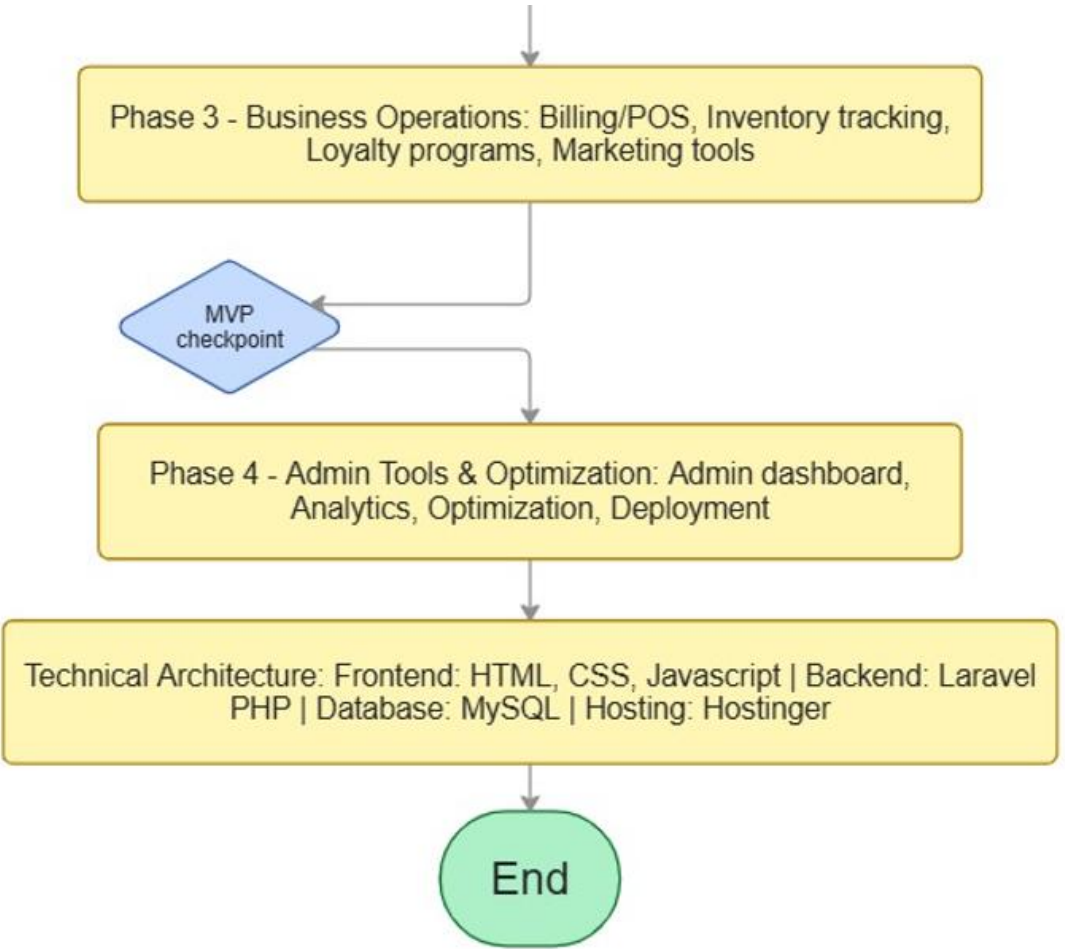 Phase 3 - Business Operations: Billing/POS, Inventory tracking,
Loyalty programs, Marketing tools
MVP
checkpoint
Phase 4 - Admin Tools & Optimization: Admin dashboard,
Analytics, Optimization, Deployment
Technical Architecture: Frontend: HTML, CSS, Javascript | Backend: Laravel
PHP | Database: MySQL | Hosting: Hostinger
End